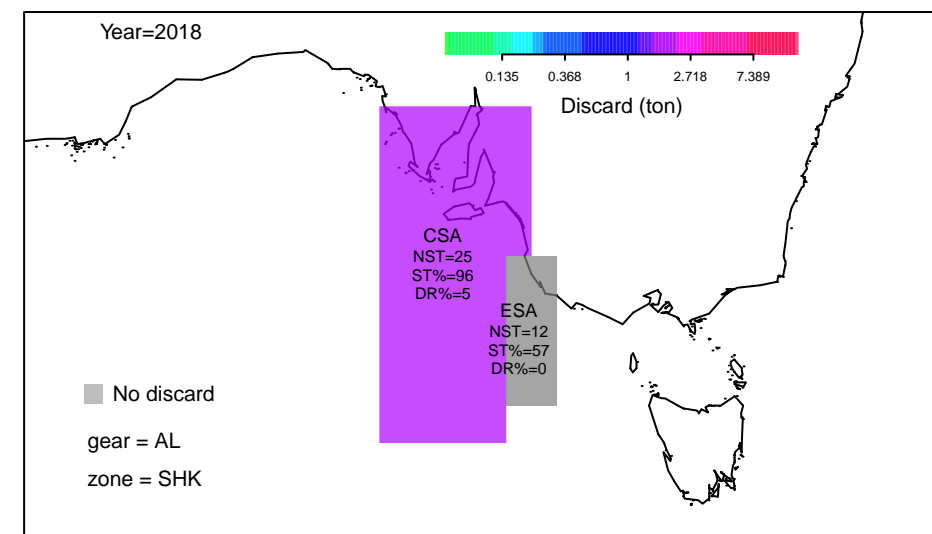 Year=2018
0.135 0.368 1 2.718 7.389
Discard (ton)
CSA
NST=25
ST%=96
DR%=5
ESA
NST=12
ST%=57
DR%=0
No discard
gear = AL
zone = SHK